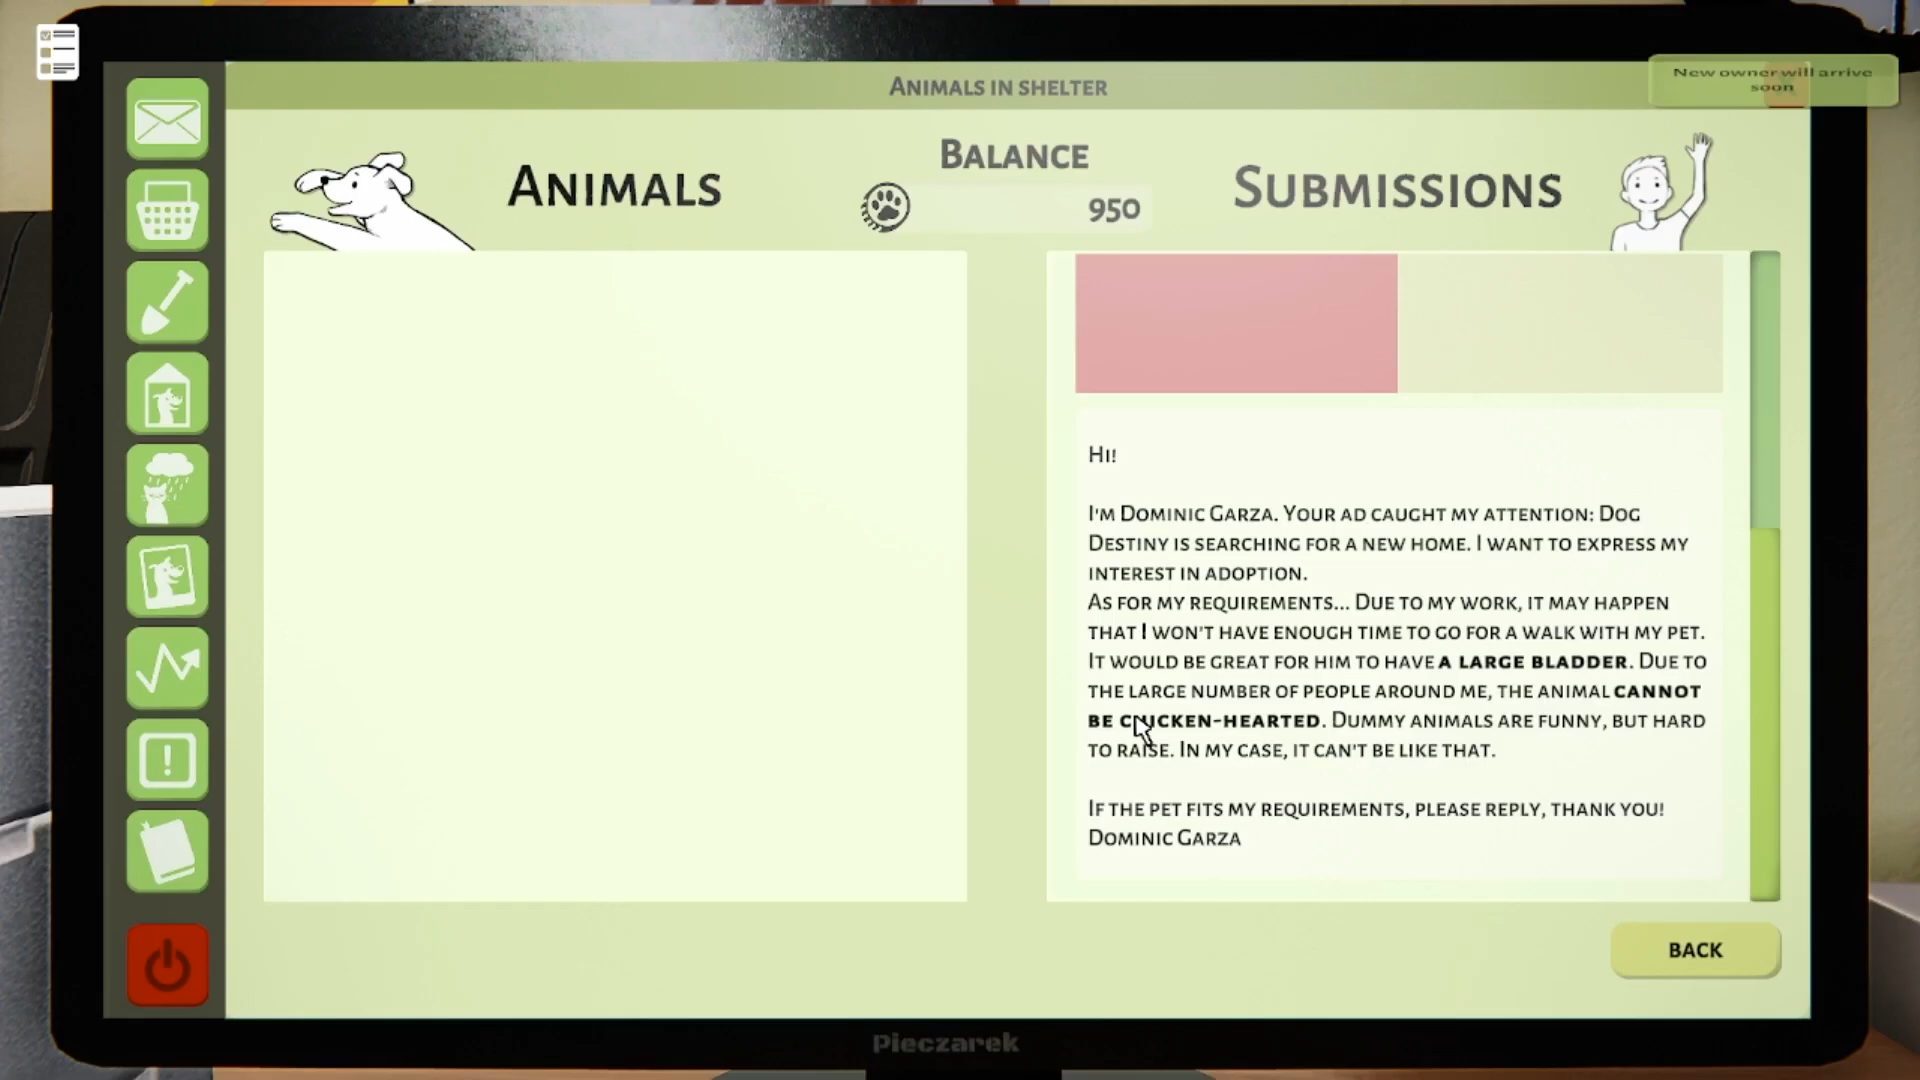 ANIMALS IN SHELTER
New owner will arrive
soon
ANIMALS
BALANCE
950
SUBMISSIONS
HI!
I'M DOMINIC GARZA. YOUR AD CAUGHT MY ATTENTION: DOG
DESTINY IS SEARCHING FOR A NEW HOME. I WANT TO EXPRESS MY
INTEREST IN ADOPTION.
AS FOR MY REQUIREMENTS... DUE TO MY WORK, IT MAY HAPPEN
THAT I WON'T HAVE ENOUGH TIME TO GO FOR A WALK WITH MY PET.
IT WOULD BE GREAT FOR HIM TO HAVE A LARGE BLADDER. DUE TO
THE LARGE NUMBER OF PEOPLE AROUND ME, THE ANIMAL CANNOT
BE CHICKEN-HEARTED. DUMMY ANIMALS ARE FUNNY, BUT HARD
TO RAISE. IN MY CASE, IT CAN'T BE LIKE THAT.
IF THE PET FITS MY REQUIREMENTS, PLEASE REPLY, THANK YOU!
DOMINIC GARZA
BACK
Pieczarek